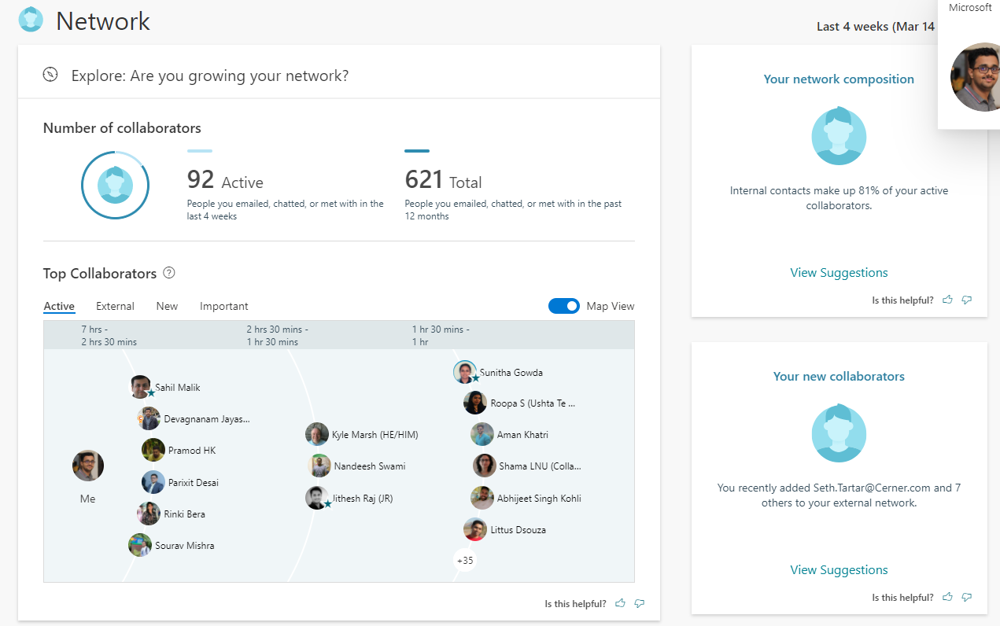 Network
Microsoft
Last 4 weeks (Mar 14
Explore: Are you growing your network?
Number of collaborators
92 Active
People you emailed, chatted, or met with in the
last 4 weeks
621 Total
People you emailed, chatted, or met with in the past
12 months
Top Collaborators ?
Active External New Important
Map View
7 hrs -
2 hrs 30 mins
2 hrs 30 mins -
1 hr 30 mins
1 hr 30 mins -
1 hr
Me
Sahil Malik
Devagnanam Jayas...
Pramod HK
Parixit Desai
Rinki Bera
Sourav Mishra
Kyle Marsh (HE/HIM)
Nandeesh Swami
Jithesh Raj (JR)
Sunitha Gowda
Roopa S (Ushta Te ...
Aman Khatri
Shama LNU (Colla...
Abhijeet Singh Kohli
Littus Dsouza
+35
Is this helpful?
Your network composition
Internal contacts make up 81% of your active
collaborators.
View Suggestions
Is this helpful?
Your new collaborators
You recently added Seth.Tartar@Cerner.com and 7
others to your external network.
View Suggestions
Is this helpful?